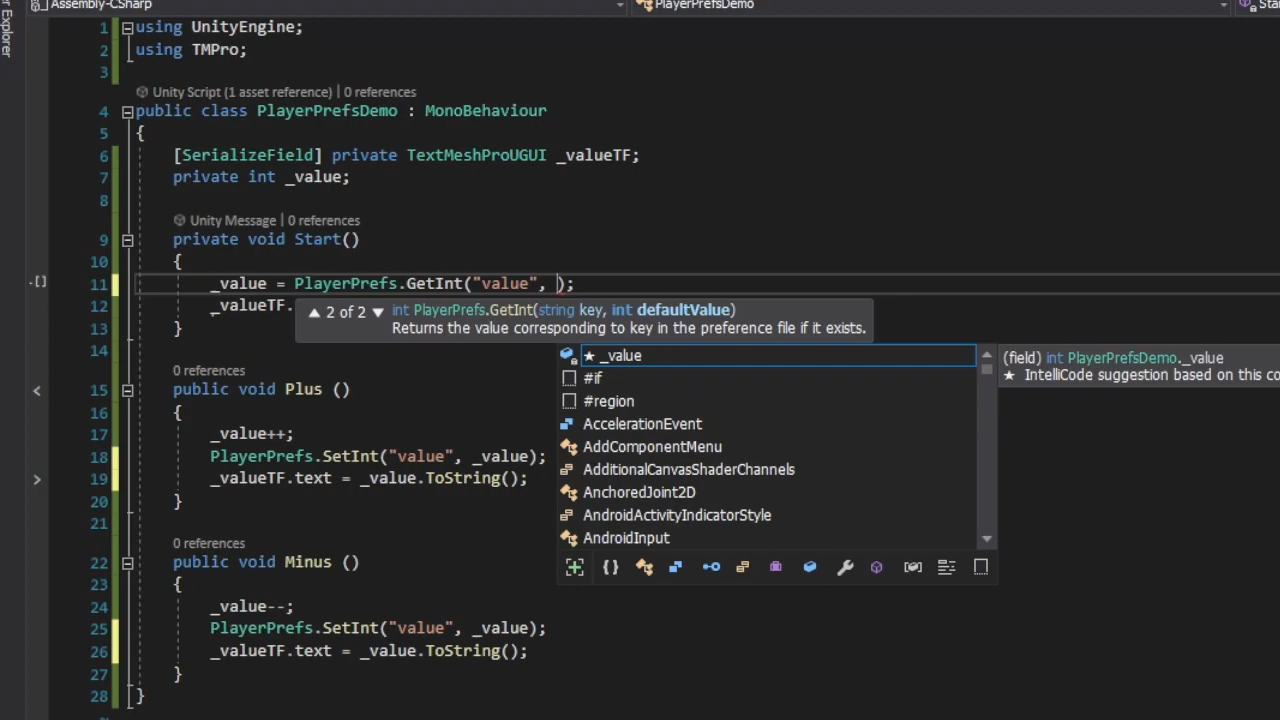 er Explorer
Assembly-CSharp
PlayerPrefsDemo
Sta
1 using UnityEngine;
2 using TMPro;
3
Unity Script (1 asset reference) | 0 references
4 public class PlayerPrefsDemo : MonoBehaviour
5 {
6 [SerializeField] private TextMeshProUGUI _valueTF;
7 private int _value;
8
Unity Message | 0 references
9 private void Start()
10 {
11 _value = PlayerPrefs.GetInt("value", );
12 _valueTF.
▲ 2 of 2 ▼ int PlayerPrefs.GetInt(string key, int defaultValue)
Returns the value corresponding to key in the preference file if it exists.
13 }
14
★ _value
(field) int PlayerPrefsDemo._value
★ IntelliCode suggestion based on this co
#if
#region
AccelerationEvent
AddComponentMenu
AdditionalCanvasShaderChannels
AnchoredJoint2D
AndroidActivityIndicatorStyle
AndroidInput
0 references
15 public void Plus ()
16 {
17 _value++;
18 PlayerPrefs.SetInt("value", _value);
19 _valueTF.text = _value.ToString();
20 }
21
0 references
22 public void Minus ()
23 {
24 _value--;
25 PlayerPrefs.SetInt("value", _value);
26 _valueTF.text = _value.ToString();
27 }
28 }